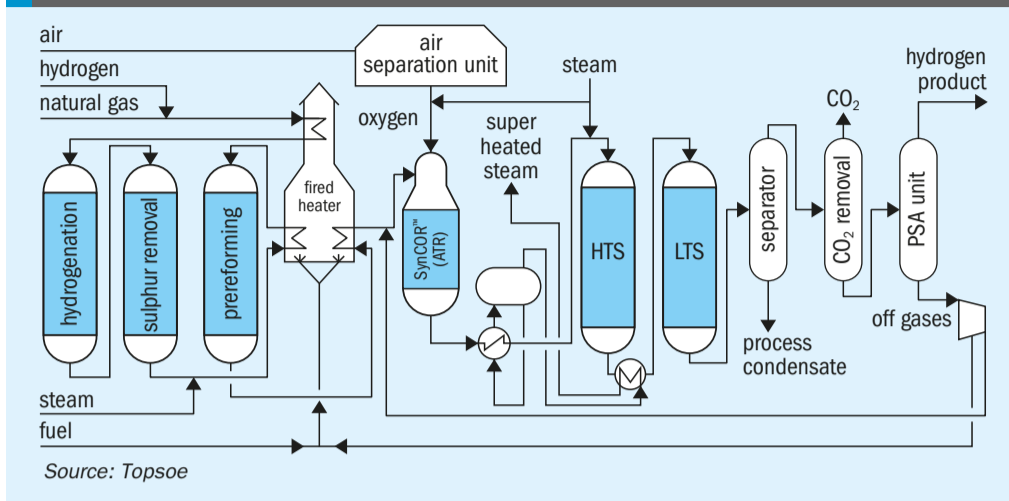 air
hydrogen
natural gas
air
separation unit
oxygen
steam
super
heated
steam
hydrogen
product
CO₂
fired
heater
hydrogenation
sulphur removal
prereforming
SynCOR™
(ATR)
HTS
LTS
separator
CO₂ removal
PSA unit
off gases
process
condensate
steam
fuel
Source: Topsoe